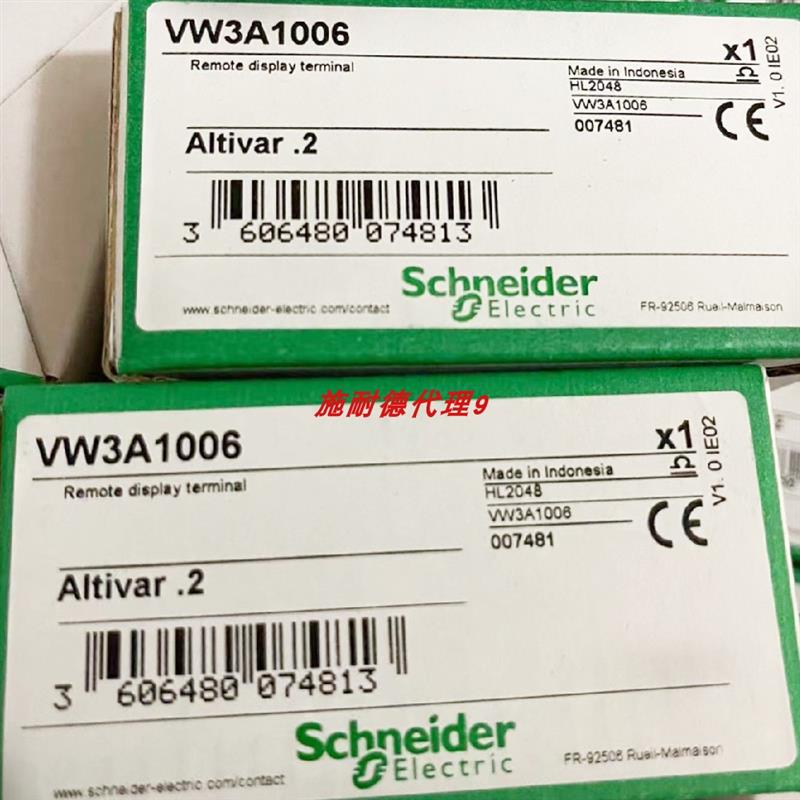 VW3A1006
x1
Remote display terminal
Made in Indonesia
HL2048
VW3A1006
007481
V1. 0 IE02
CE
Altivar .2
3 606480 074813
Schneider
Electric
www.schneider-electric.com/contact
FR-92506 Rueil-Malmaison
施耐德代理9
VW3A1006
x1
Remote display terminal
Made in Indonesia
HL2048
VW3A1006
007481
V1. 0 IE02
CE
Altivar .2
3 606480 074813
Schneider
Electric
www.schneider-electric.com/contact
FR-92506 Rueil-Malmaison